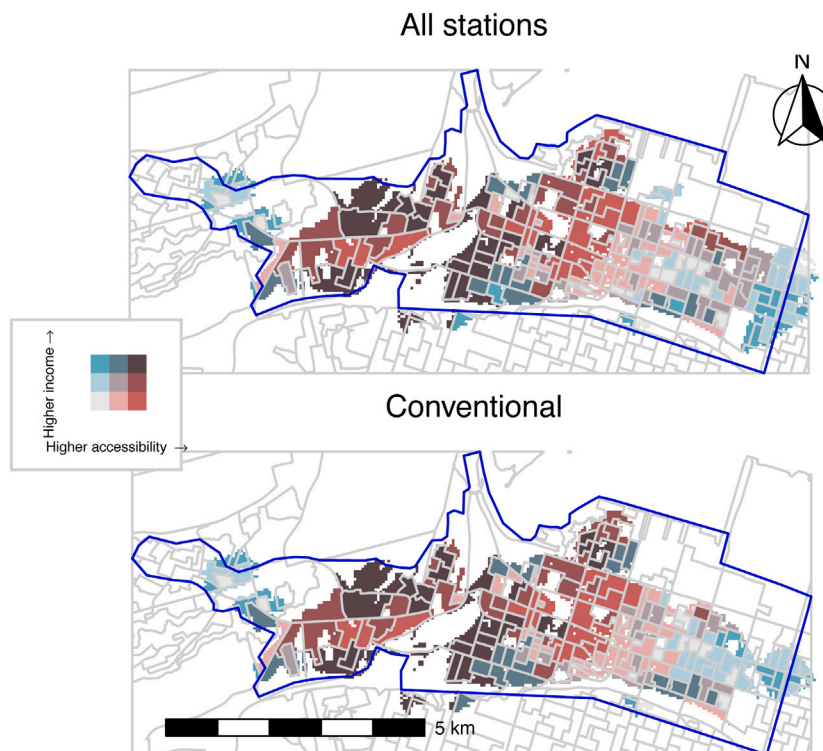 All stations
N
Higher income →
Higher accessibility →
Conventional
5 km